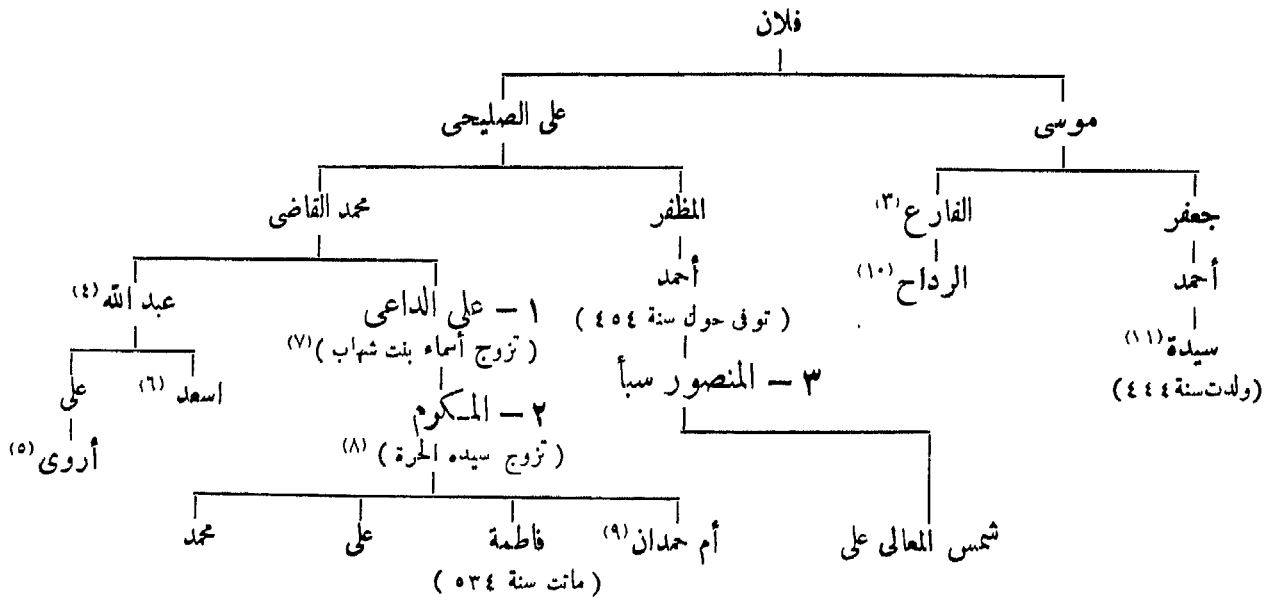 فلان
موسى
على الصليحى
جعفر
الفارع (٣)
المظفر
محمد القاضى
أحمد
الرداح (١٠)
أحمد
عبد الله (٤)
(توفى حول سنة ٤٥٤)
١ – على الداعى
(تزوج أسماء بنت شهاب) (٧)
سيدة (١١)
(ولدت سنة ٤٤٤)
٣ – المنصور سبأ
اسعد (٦)
على
٢ – المكرم
(تزوج سيده الحرة) (٨)
أروى (٥)
شمس المعالى على
أم حمدان (٩)
فاطمة
على
محمد
(ماتت سنة ٥٣٤)